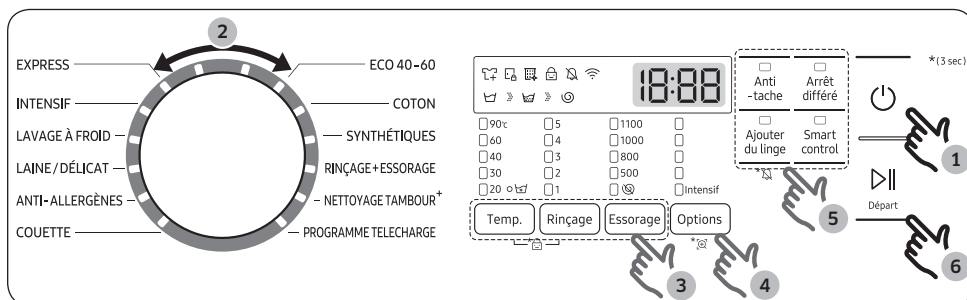 2
EXPRESS
INTENSIF
LAVAGE À FROID
LAINE/DÉLICAT
ANTI-ALLERGÈNES
COUETTE
ECO 40-60
COTON
SYNTHÉTIQUES
RINÇAGE+ESSORAGE
NETTOYAGE TAMBOUR+
PROGRAMME TELECHARGE
18:88
90℃ 5 1100
60 4 1000
40 3 800
30 2 500
20 1 Intensif
Temp. Rinçage Essorage Options
* *
3 4
Anti
-tache
Arrêt
différé
Ajouter
du linge
Smart
control
*
5
*(3 sec)
1
Départ
6